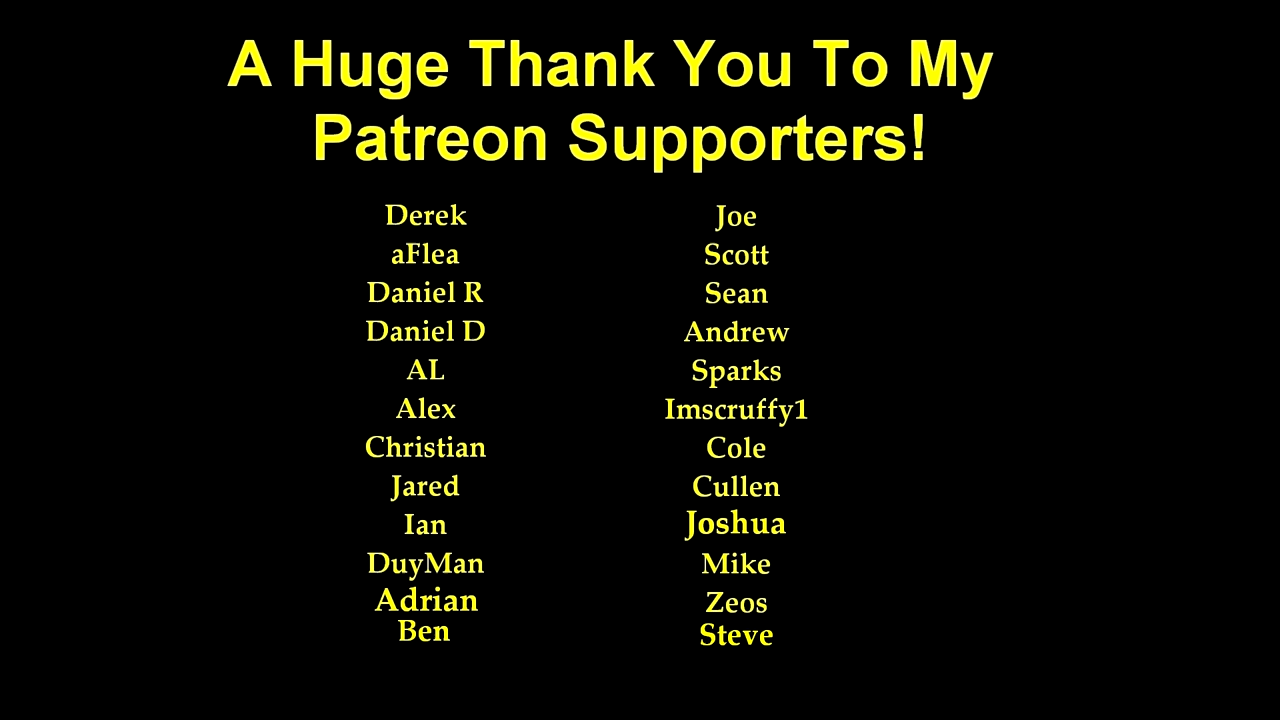 A Huge Thank You To My
Patreon Supporters!
Derek
aFlea
Daniel R
Daniel D
AL
Alex
Christian
Jared
Ian
DuyMan
Adrian
Ben
Joe
Scott
Sean
Andrew
Sparks
Imscruffy1
Cole
Cullen
Joshua
Mike
Zeos
Steve